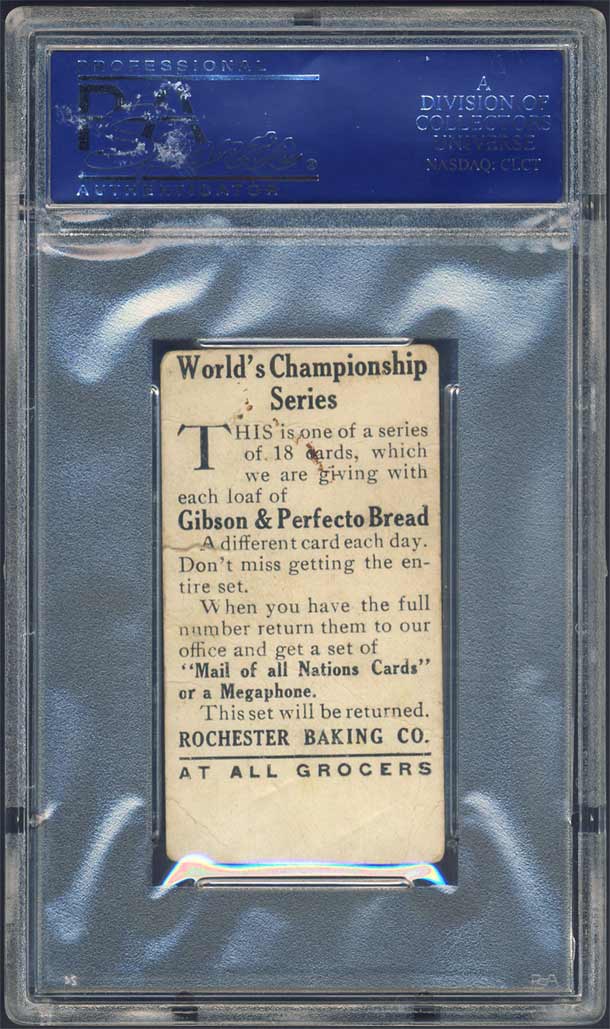 PROFESSIONAL
PSA
AUTHENTICATOR
A
DIVISION OF
COLLECTORS
UNIVERSE
NASDAQ: CLCT
World's Championship
Series
THIS is one of a series
of 18 cards, which
we are giving with
each loaf of
Gibson & Perfecto Bread
A different card each day.
Don't miss getting the en-
tire set.
When you have the full
number return them to our
office and get a set of
"Mail of all Nations Cards"
or a Megaphone.
This set will be returned.
ROCHESTER BAKING CO.
AT ALL GROCERS